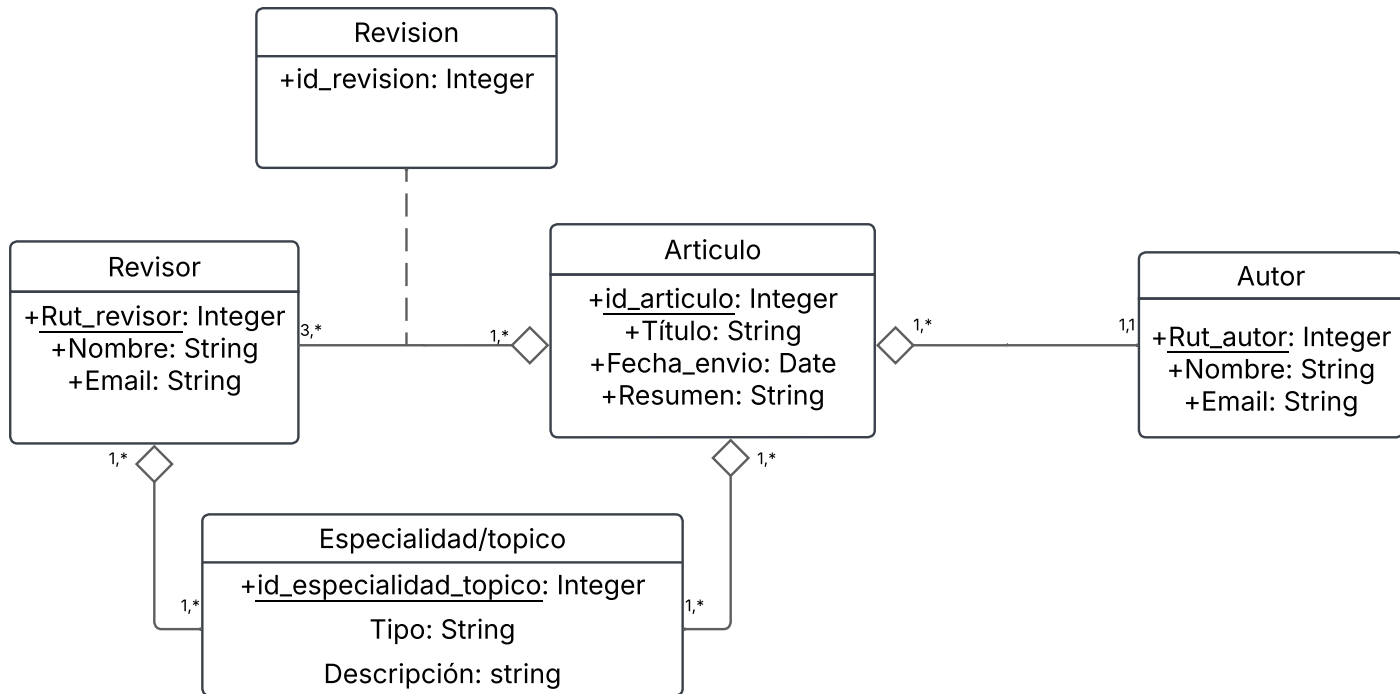 Revision
+id_revision: Integer
Revisor
+Rut_revisor: Integer
+Nombre: String
+Email: String
3,*
1,*
Articulo
+id_articulo: Integer
+Título: String
+Fecha_envio: Date
+Resumen: String
1,*
1,1
Autor
+Rut_autor: Integer
+Nombre: String
+Email: String
1,*
1,*
Especialidad/topico
+id_especialidad_topico: Integer
Tipo: String
Descripción: string
1,*
1,*